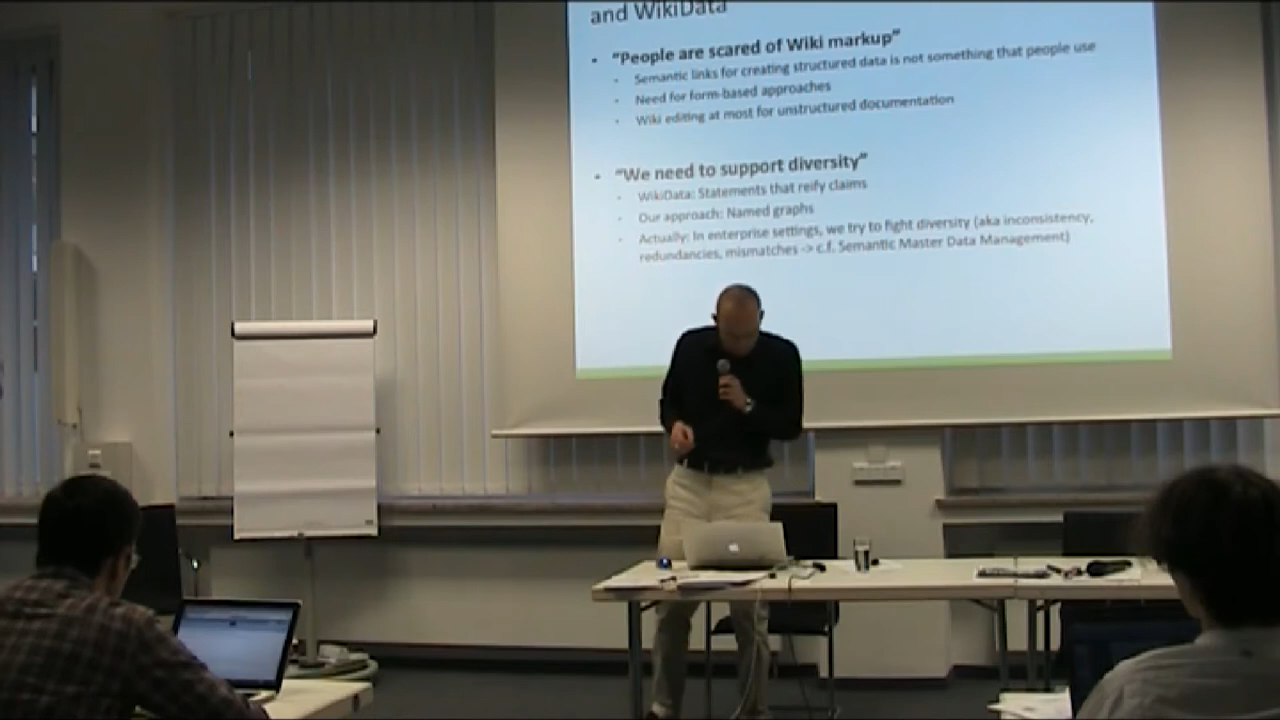 and WikiData
• "People are scared of Wiki markup"
- Semantic links for creating structured data is not something that people use
- Need for form-based approaches
- Wiki editing at most for unstructured documentation
• "We need to support diversity"
- WikiData: Statements that reify claims
- Our approach: Named graphs
- Actually: In enterprise settings, we try to fight diversity (aka inconsistency,
redundancies, mismatches -> c.f. Semantic Master Data Management)